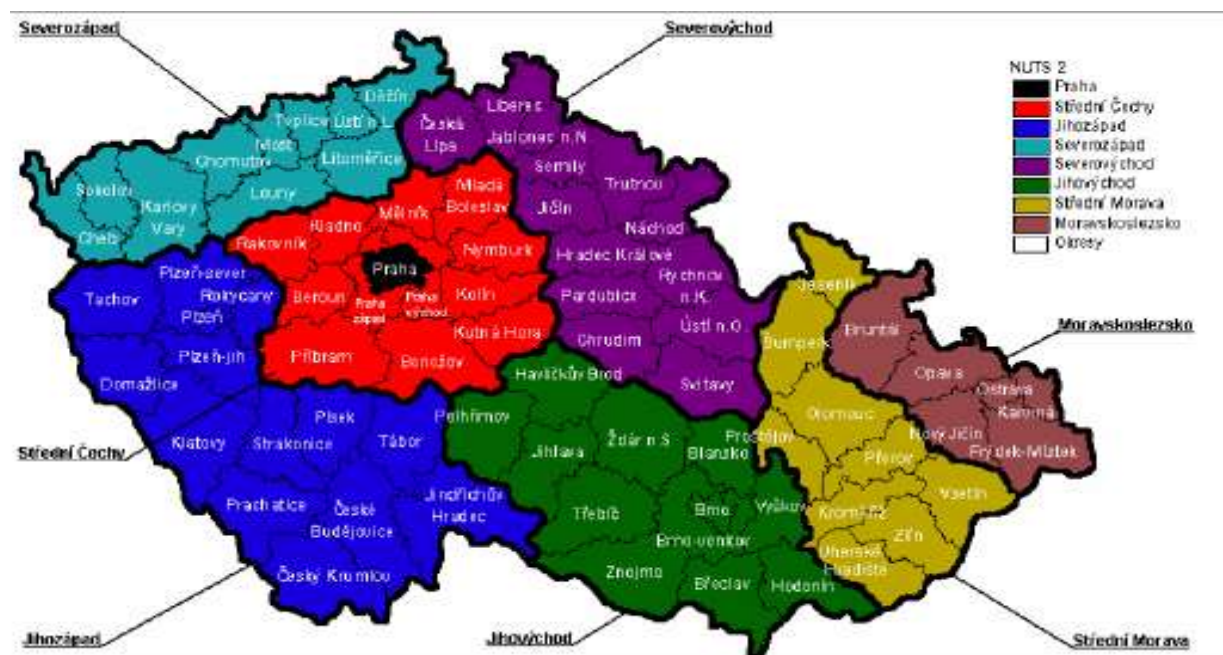 Severozápad
Severovýchod
NUTS 2
Praha
Střední Čechy
Jihozápad
Severozápad
Severovýchod
Jihovýchod
Střední Morava
Moravskoslezsko
Okresy
Děčín
Teplice
Ústí n L.
Most
Chomutov
Litoměřice
Louny
Sokolov
Karlovy
Vary
Cheb
Liberec
Česká
Lípa
Jablonec n.N
Semily
Trutnov
Jičín
Náchod
Hradec Králové
Rychnov
n.K.
Pardubice
Ústí n.O.
Chrudim
Svitavy
Mladá
Boleslav
Mělník
Kladno
Rakovník
Nymburk
Praha
Beroun
Praha
západ
Praha
východ
Kolín
Kutná Hora
Příbram
Benešov
Plzeň-sever
Tachov
Rokycany
Plzeň
Plzeň-jih
Domažlice
Klatovy
Písek
Strakonice
Tábor
Prachatice
České
Budějovice
Jindřichův
Hradec
Český Krumlov
Havlíčkův Brod
Pelhřimov
Jihlava
Žďár n S
Blansko
Třebíč
Brno
Vyškov
Brno-venkov
Znojmo
Břeclav
Hodonín
Jeseník
Šumperk
Olomouc
Prostějov
Přerov
Kroměříž
Vsetín
Zlín
Uherské
Hradiště
Bruntál
Opava
Ostrava
Karviná
Nový Jičín
Frýdek-Místek
Moravskoslezsko
Střední Čechy
Jihozápad
Jihovýchod
Střední Morava